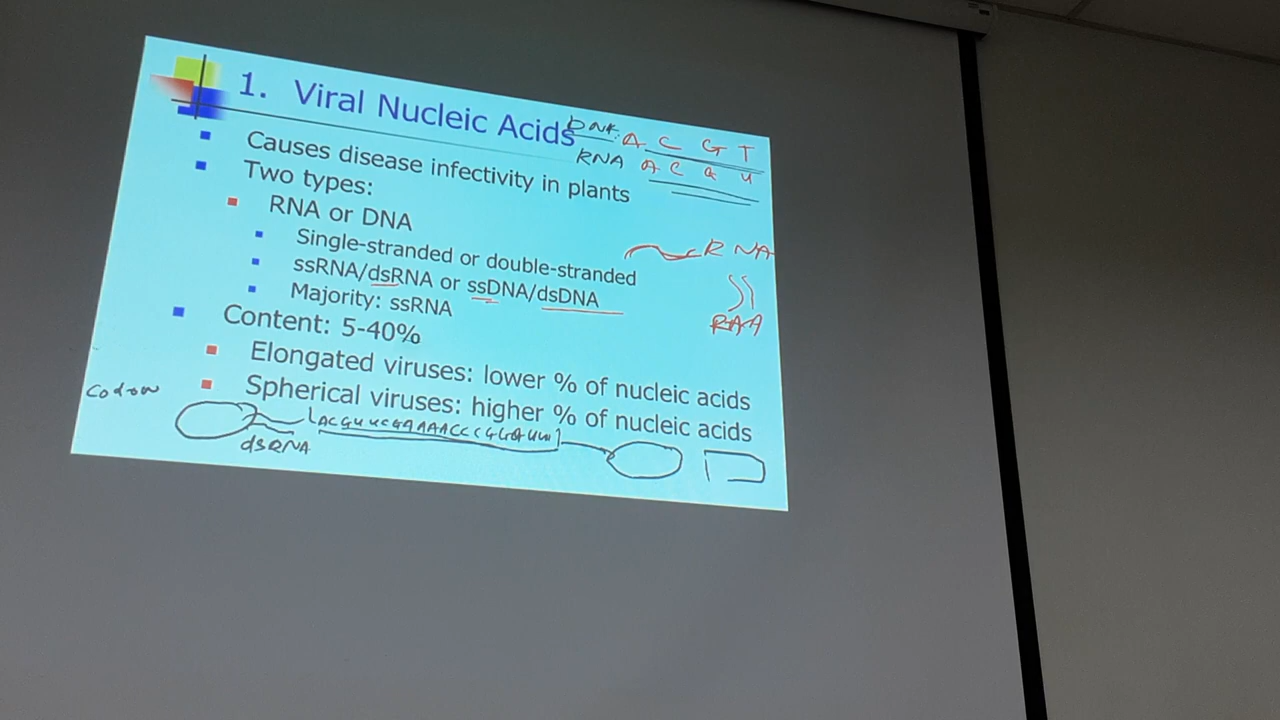 1. Viral Nucleic Acids
DNA: A C G T
RNA A C G U
Causes disease infectivity in plants
Two types:
RNA or DNA
Single-stranded or double-stranded
RNA
ssRNA/dsRNA or ssDNA/dsDNA
Majority: ssRNA
Content: 5-40%
Elongated viruses: lower % of nucleic acids
Spherical viruses: higher % of nucleic acids
codon
dsRNA